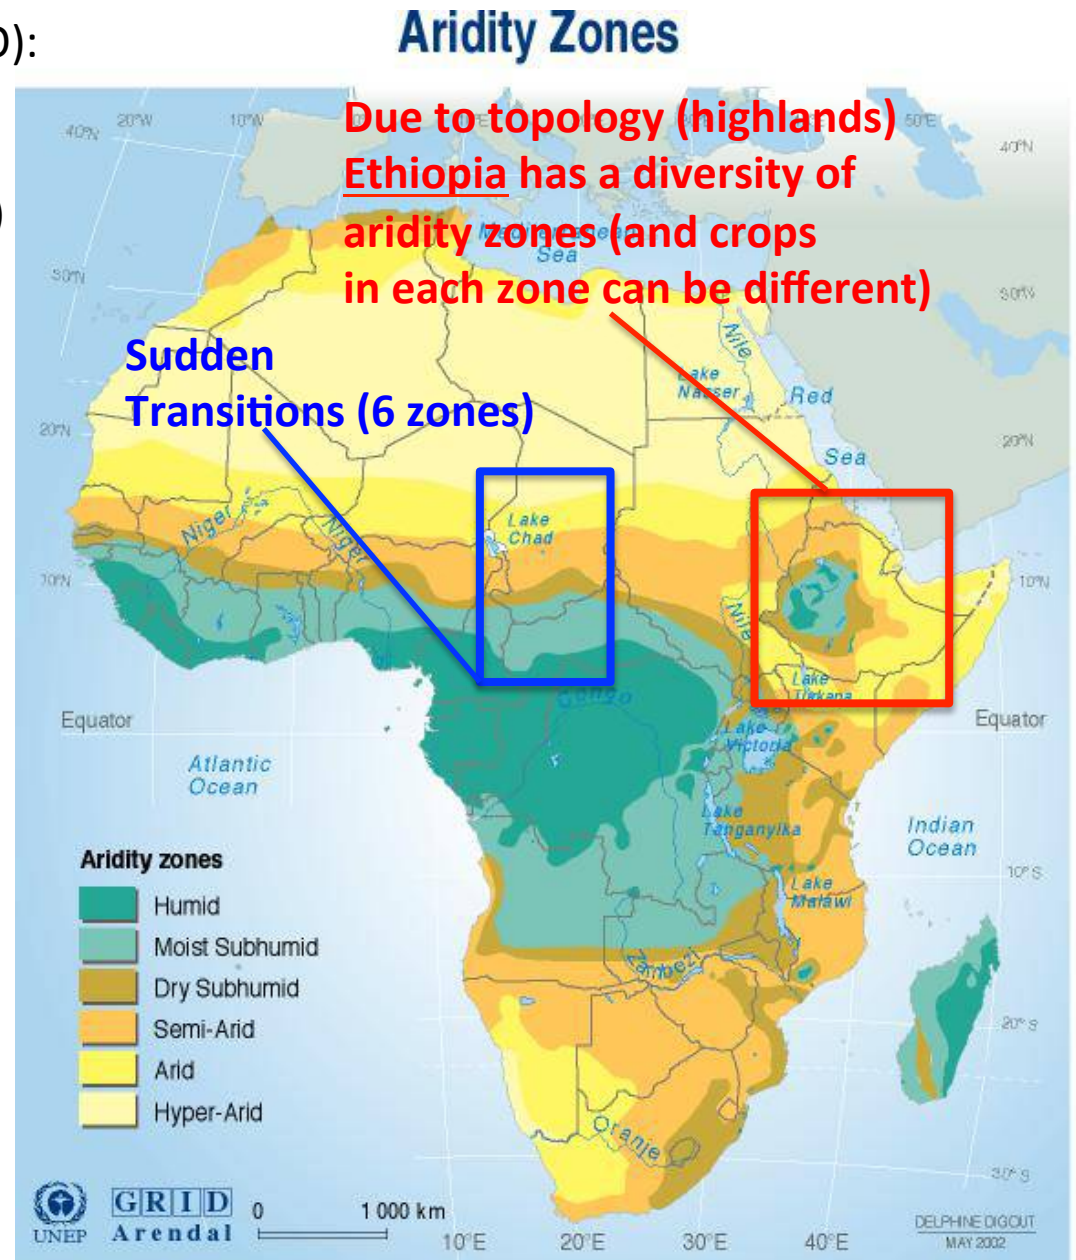 ):
Aridity Zones
)
40°N
20°W
10°W
50°E
40°N
Due to topology (highlands)
Ethiopia has a diversity of
aridity zones (and crops
in each zone can be different)
Mediterranean
Sea
30°N
30°N
Sudden
Transitions (6 zones)
Nile
Lake
Nasser
Red
Sea
20°N
20°N
Niger
Niger
Lake
Chad
10°N
10°N
Nile
Lake
Turkana
Congo
Equator
Equator
Lake
Victoria
Atlantic
Ocean
Lake
Tanganyika
Indian
Ocean
10° S
Lake
Malawi
Zambezi
20° S
Oranje
30° S
Aridity zones
Humid
Moist Subhumid
Dry Subhumid
Semi-Arid
Arid
Hyper-Arid
UNEP
GRID
Arendal
0
1 000 km
10°E
20°E
30°E
40°E
DELPHINE DIGOUT
MAY 2002